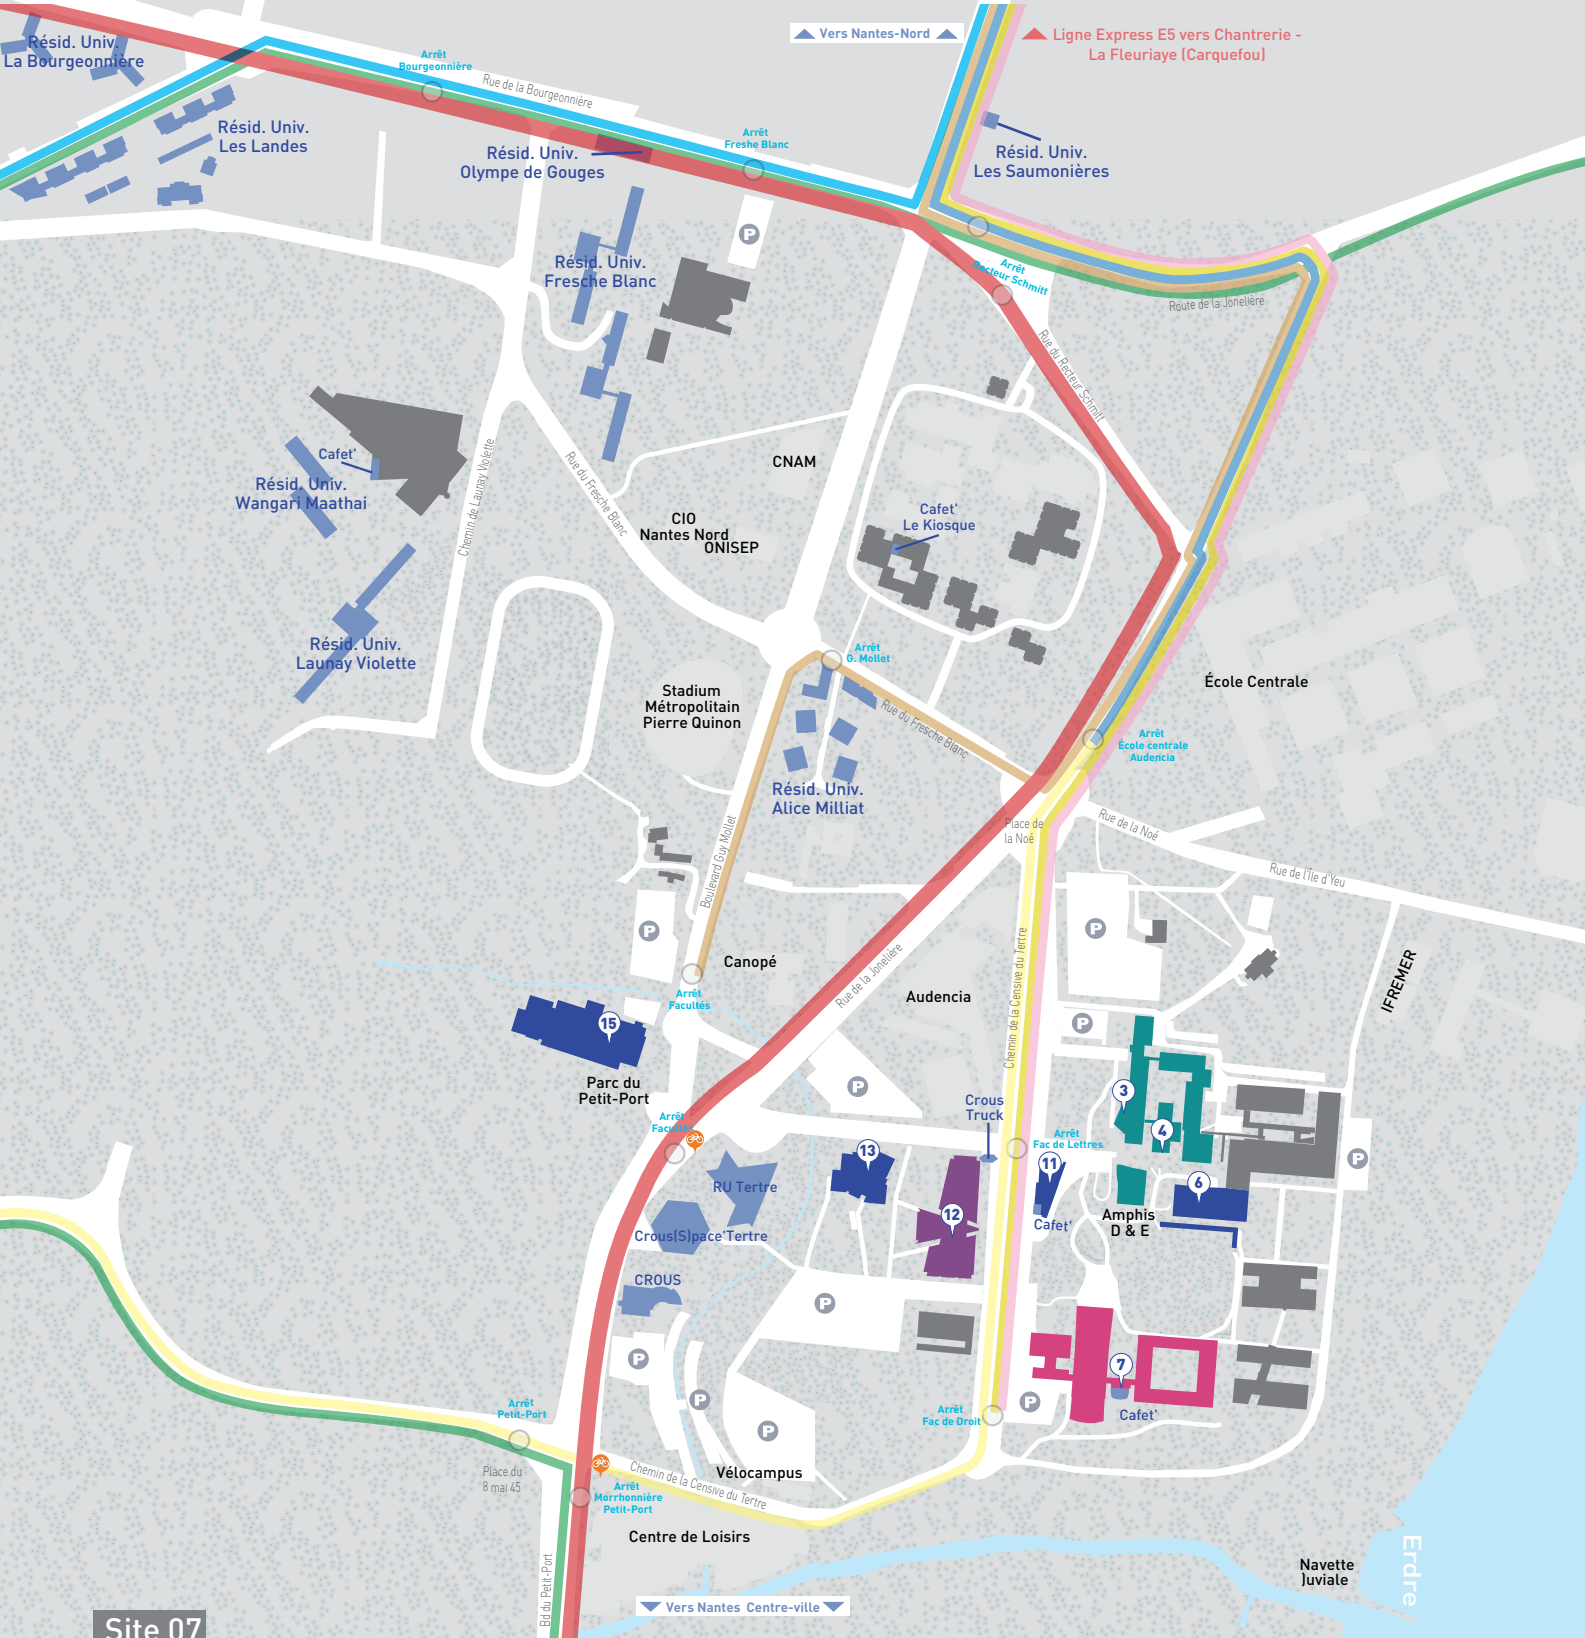 Vers Nantes-Nord
Ligne Express E5 vers Chantrerie -
La Fleuriaye (Carquefou)
Résid. Univ.
La Bourgeonnière
Arrêt
Bourgeonnière
Rue de la Bourgeonnière
Résid. Univ.
Les Landes
Arrêt
Freshe Blanc
Résid. Univ.
Olympe de Gouges
Résid. Univ.
Les Saumonières
P
Résid. Univ.
Fresche Blanc
Arrêt
Recteur Schmitt
Route de la Jonelière
Rue du Recteur Schmitt
Cafet'
Résid. Univ.
Wangari Maathai
Chemin de Launay Violette
Rue du Fresche Blanc
CNAM
CIO
Nantes Nord
ONISEP
Cafet'
Le Kiosque
Résid. Univ.
Launay Violette
Arrêt
G. Mollet
Stadium
Métropolitain
Pierre Quinon
Rue du Fresche Blanc
École Centrale
Arrêt
École centrale
Audencia
Résid. Univ.
Alice Milliat
Boulevard Guy Mollet
Place de
la Noé
Rue de la Noé
Rue de l'Île d'Yeu
P
P
Canopé
Rue de la Jonelière
Audencia
Chemin de la Censive du Tertre
IFREMER
Arrêt
Facultés
15
P
Parc du
Petit-Port
P
Crous
Truck
3
4
Arrêt
Facultés
Arrêt
Fac de Lettres
13
11
P
RU Tertre
6
12
Cafet'
Amphis
D & E
Crous(S)pace'Tertre
CROUS
P
P
7
P
P
Cafet'
P
Arrêt
Petit-Port
Arrêt
Fac de Droit
Place du
8 mai 45
Chemin de la Censive du Tertre
Vélocampus
Arrêt
Morrhonnière
Petit-Port
Centre de Loisirs
Bd du Petit-Port
Navette
Juviale
Erdre
Vers Nantes Centre-ville
Site 07